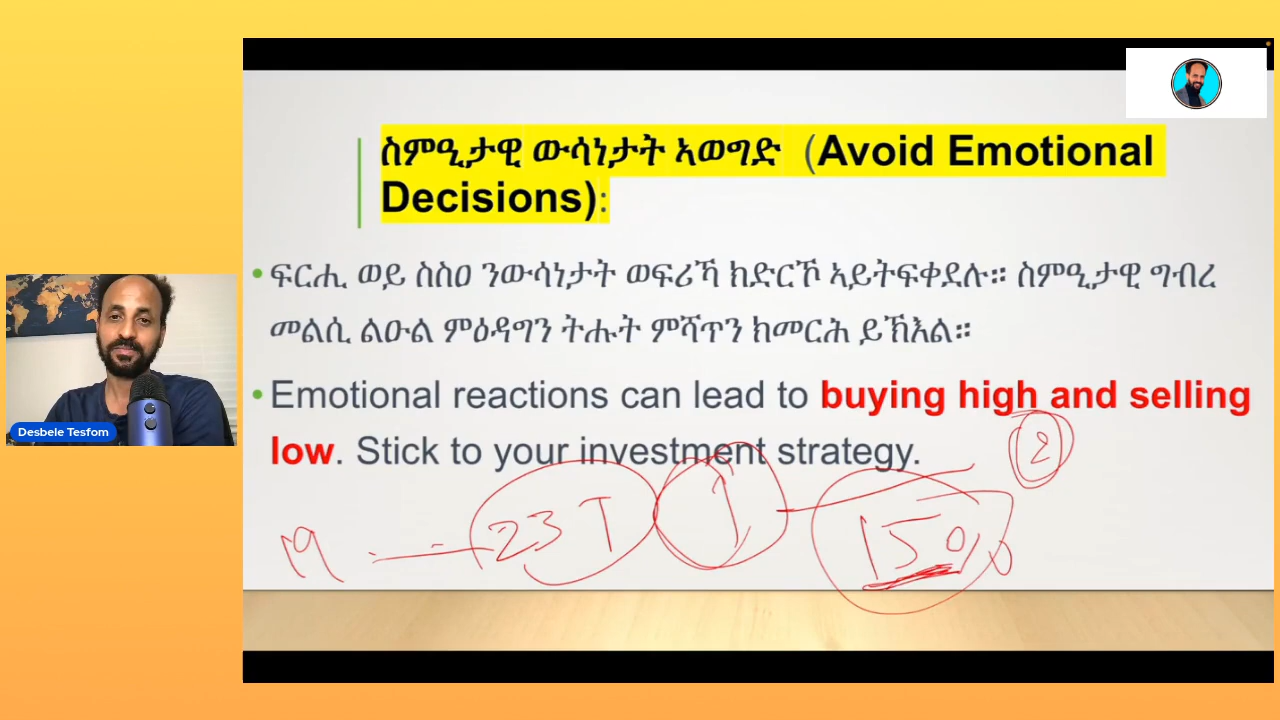 ስምዒታዊ ውሳነታት ኣወግድ (Avoid Emotional
Decisions):
• ፍርሒ ወይ ስስዐ ንውሳነታት ወፍሪኻ ክድርኾ ኣይትፍቀደሉ። ስምዒታዊ ግብረ
መልሲ ልዑል ምዕዳግን ትሑት ምሻጥን ክመርሕ ይኽእል።
• Emotional reactions can lead to buying high and selling
low. Stick to your investment strategy.
2
19 23T 1 15%
Desbele Tesfom